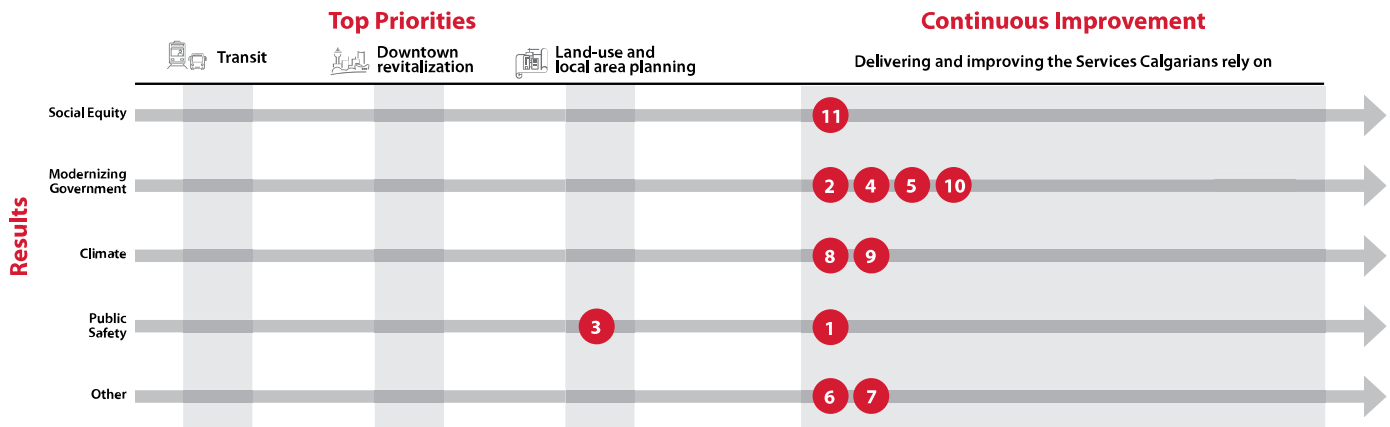 Top Priorities
Continuous Improvement
Transit
Downtown
revitalization
Land-use and
local area planning
Delivering and improving the Services Calgarians rely on
Results
Social Equity
11
Modernizing
Government
2 4 5 10
Climate
8 9
Public
Safety
3 1
Other
6 7